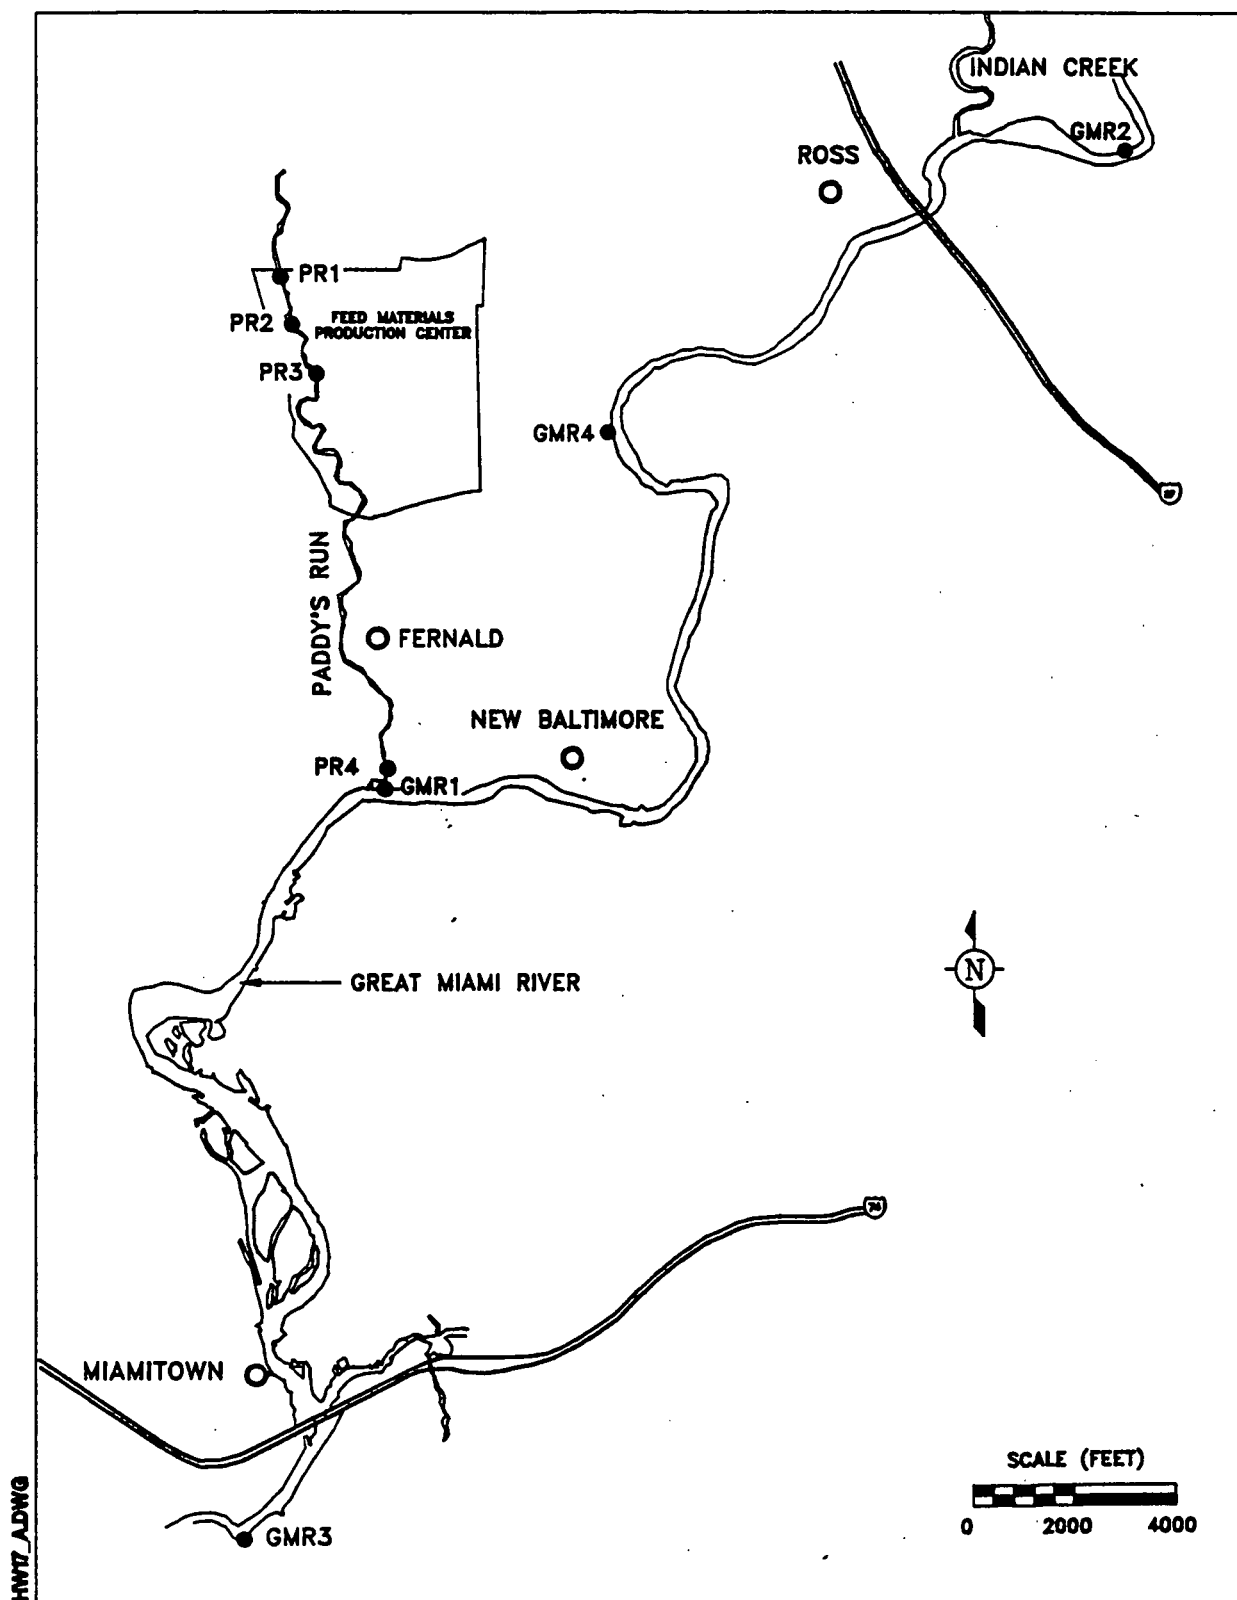 INDIAN CREEK
GMR2
ROSS
PR1
PR2
FEED MATERIALS
PRODUCTION CENTER
PR3
GMR4
PADDY'S RUN
FERNALD
NEW BALTIMORE
PR4
GMR1
N
GREAT MIAMI RIVER
74
MIAMITOWN
SCALE (FEET)
0 2000 4000
GMR3